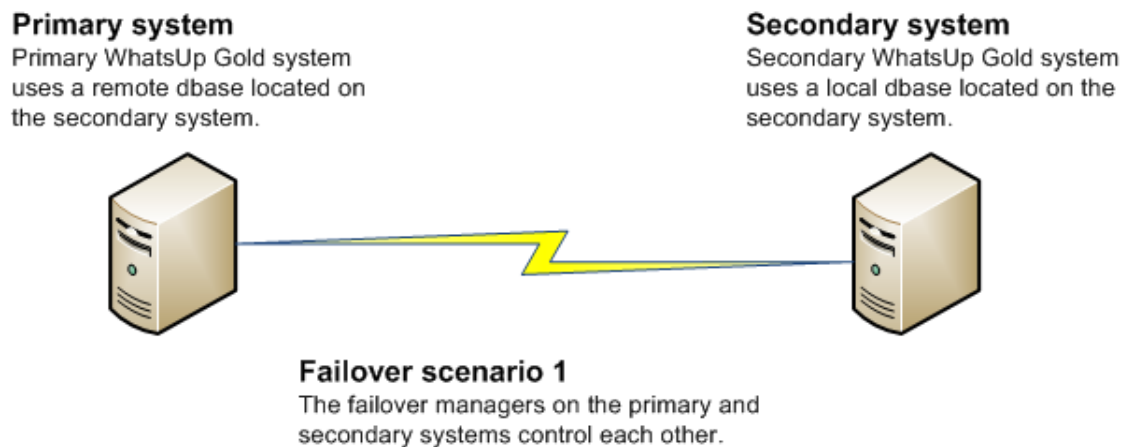 Primary system
Primary WhatsUp Gold system
uses a remote dbase located on
the secondary system.
Secondary system
Secondary WhatsUp Gold system
uses a local dbase located on the
secondary system.
Failover scenario 1
The failover managers on the primary and
secondary systems control each other.